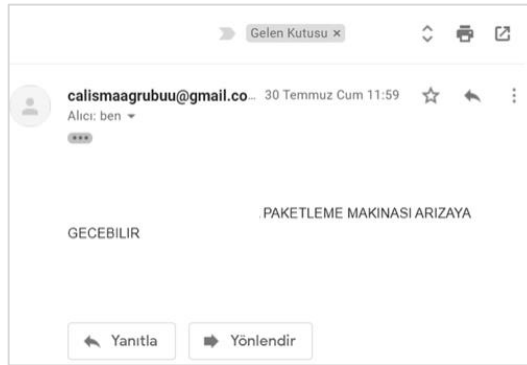 Gelen Kutusu ×
calismaagrubuu@gmail.co... 30 Temmuz Cum 11:59
Alıcı: ben
PAKETLEME MAKINASI ARIZAYA
GECEBILIR
Yanıtla Yönlendir